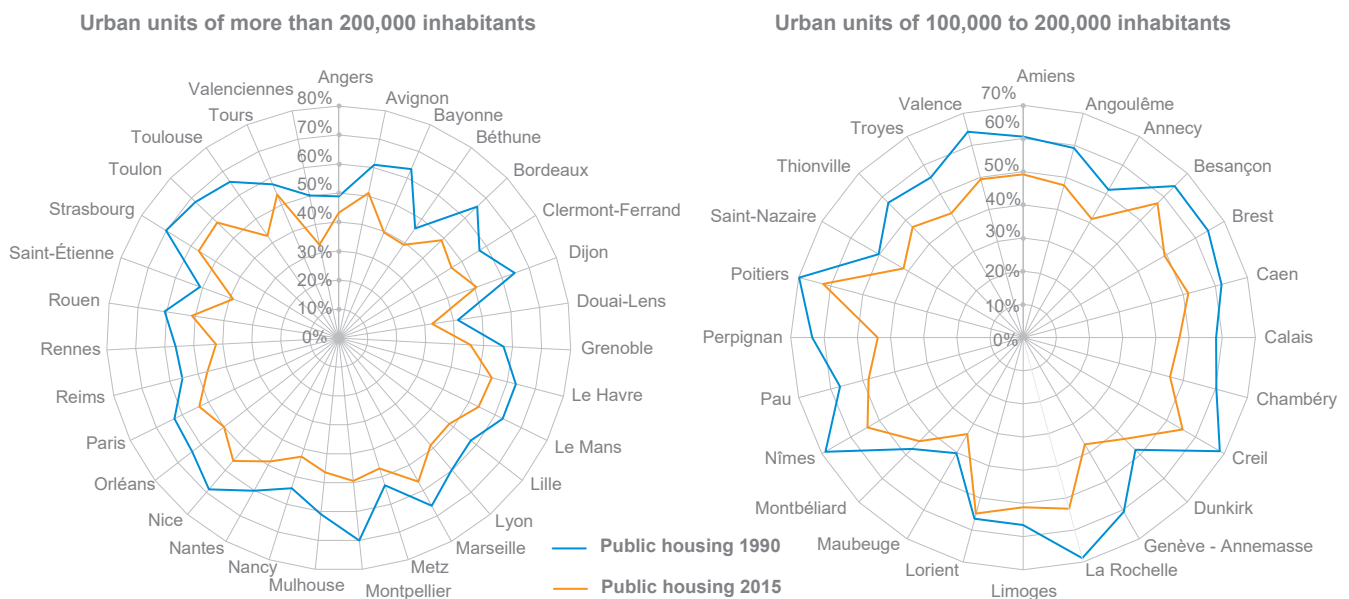 Urban units of more than 200,000 inhabitants
Angers
Avignon
Bayonne
Béthune
Bordeaux
Clermont-Ferrand
Dijon
Douai-Lens
Grenoble
Le Havre
Le Mans
Lille
Lyon
Marseille
Metz
Montpellier
Mulhouse
Nancy
Nantes
Nice
Orléans
Paris
Reims
Rennes
Rouen
Saint-Étienne
Strasbourg
Toulon
Toulouse
Tours
Valenciennes
80%
70%
60%
50%
40%
30%
20%
10%
0%
Urban units of 100,000 to 200,000 inhabitants
Amiens
Angoulême
Annecy
Besançon
Brest
Caen
Calais
Chambéry
Creil
Dunkirk
Genève - Annemasse
La Rochelle
Limoges
Lorient
Maubeuge
Montbéliard
Nîmes
Pau
Perpignan
Poitiers
Saint-Nazaire
Thionville
Troyes
Valence
70%
60%
50%
40%
30%
20%
10%
0%
Public housing 1990
Public housing 2015